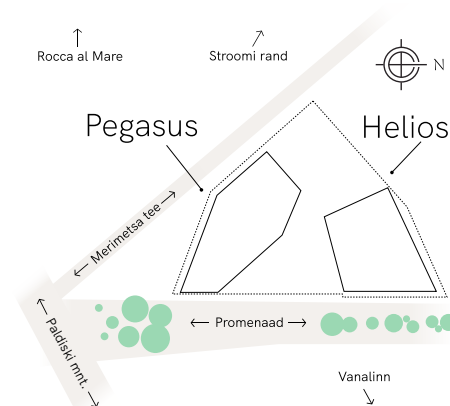 Rocca al Mare
Stroomi rand
N
Pegasus
Helios
Merimetsa tee
Promenaad
Paldiski mnt.
Vanalinn